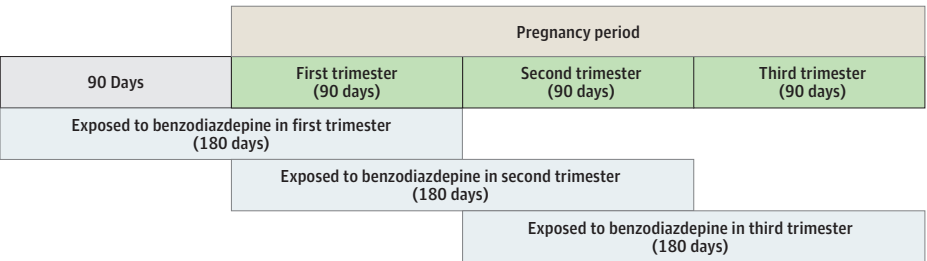 Pregnancy period
90 Days
First trimester
(90 days)
Second trimester
(90 days)
Third trimester
(90 days)
Exposed to benzodiazdepine in first trimester
(180 days)
Exposed to benzodiazdepine in second trimester
(180 days)
Exposed to benzodiazdepine in third trimester
(180 days)